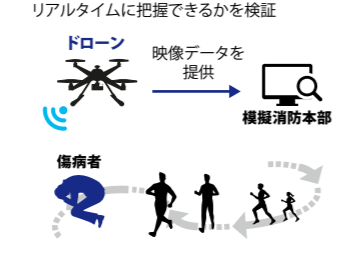 リアルタイムに把握できるかを検証
ドローン
映像データを
提供
模擬消防本部
傷病者